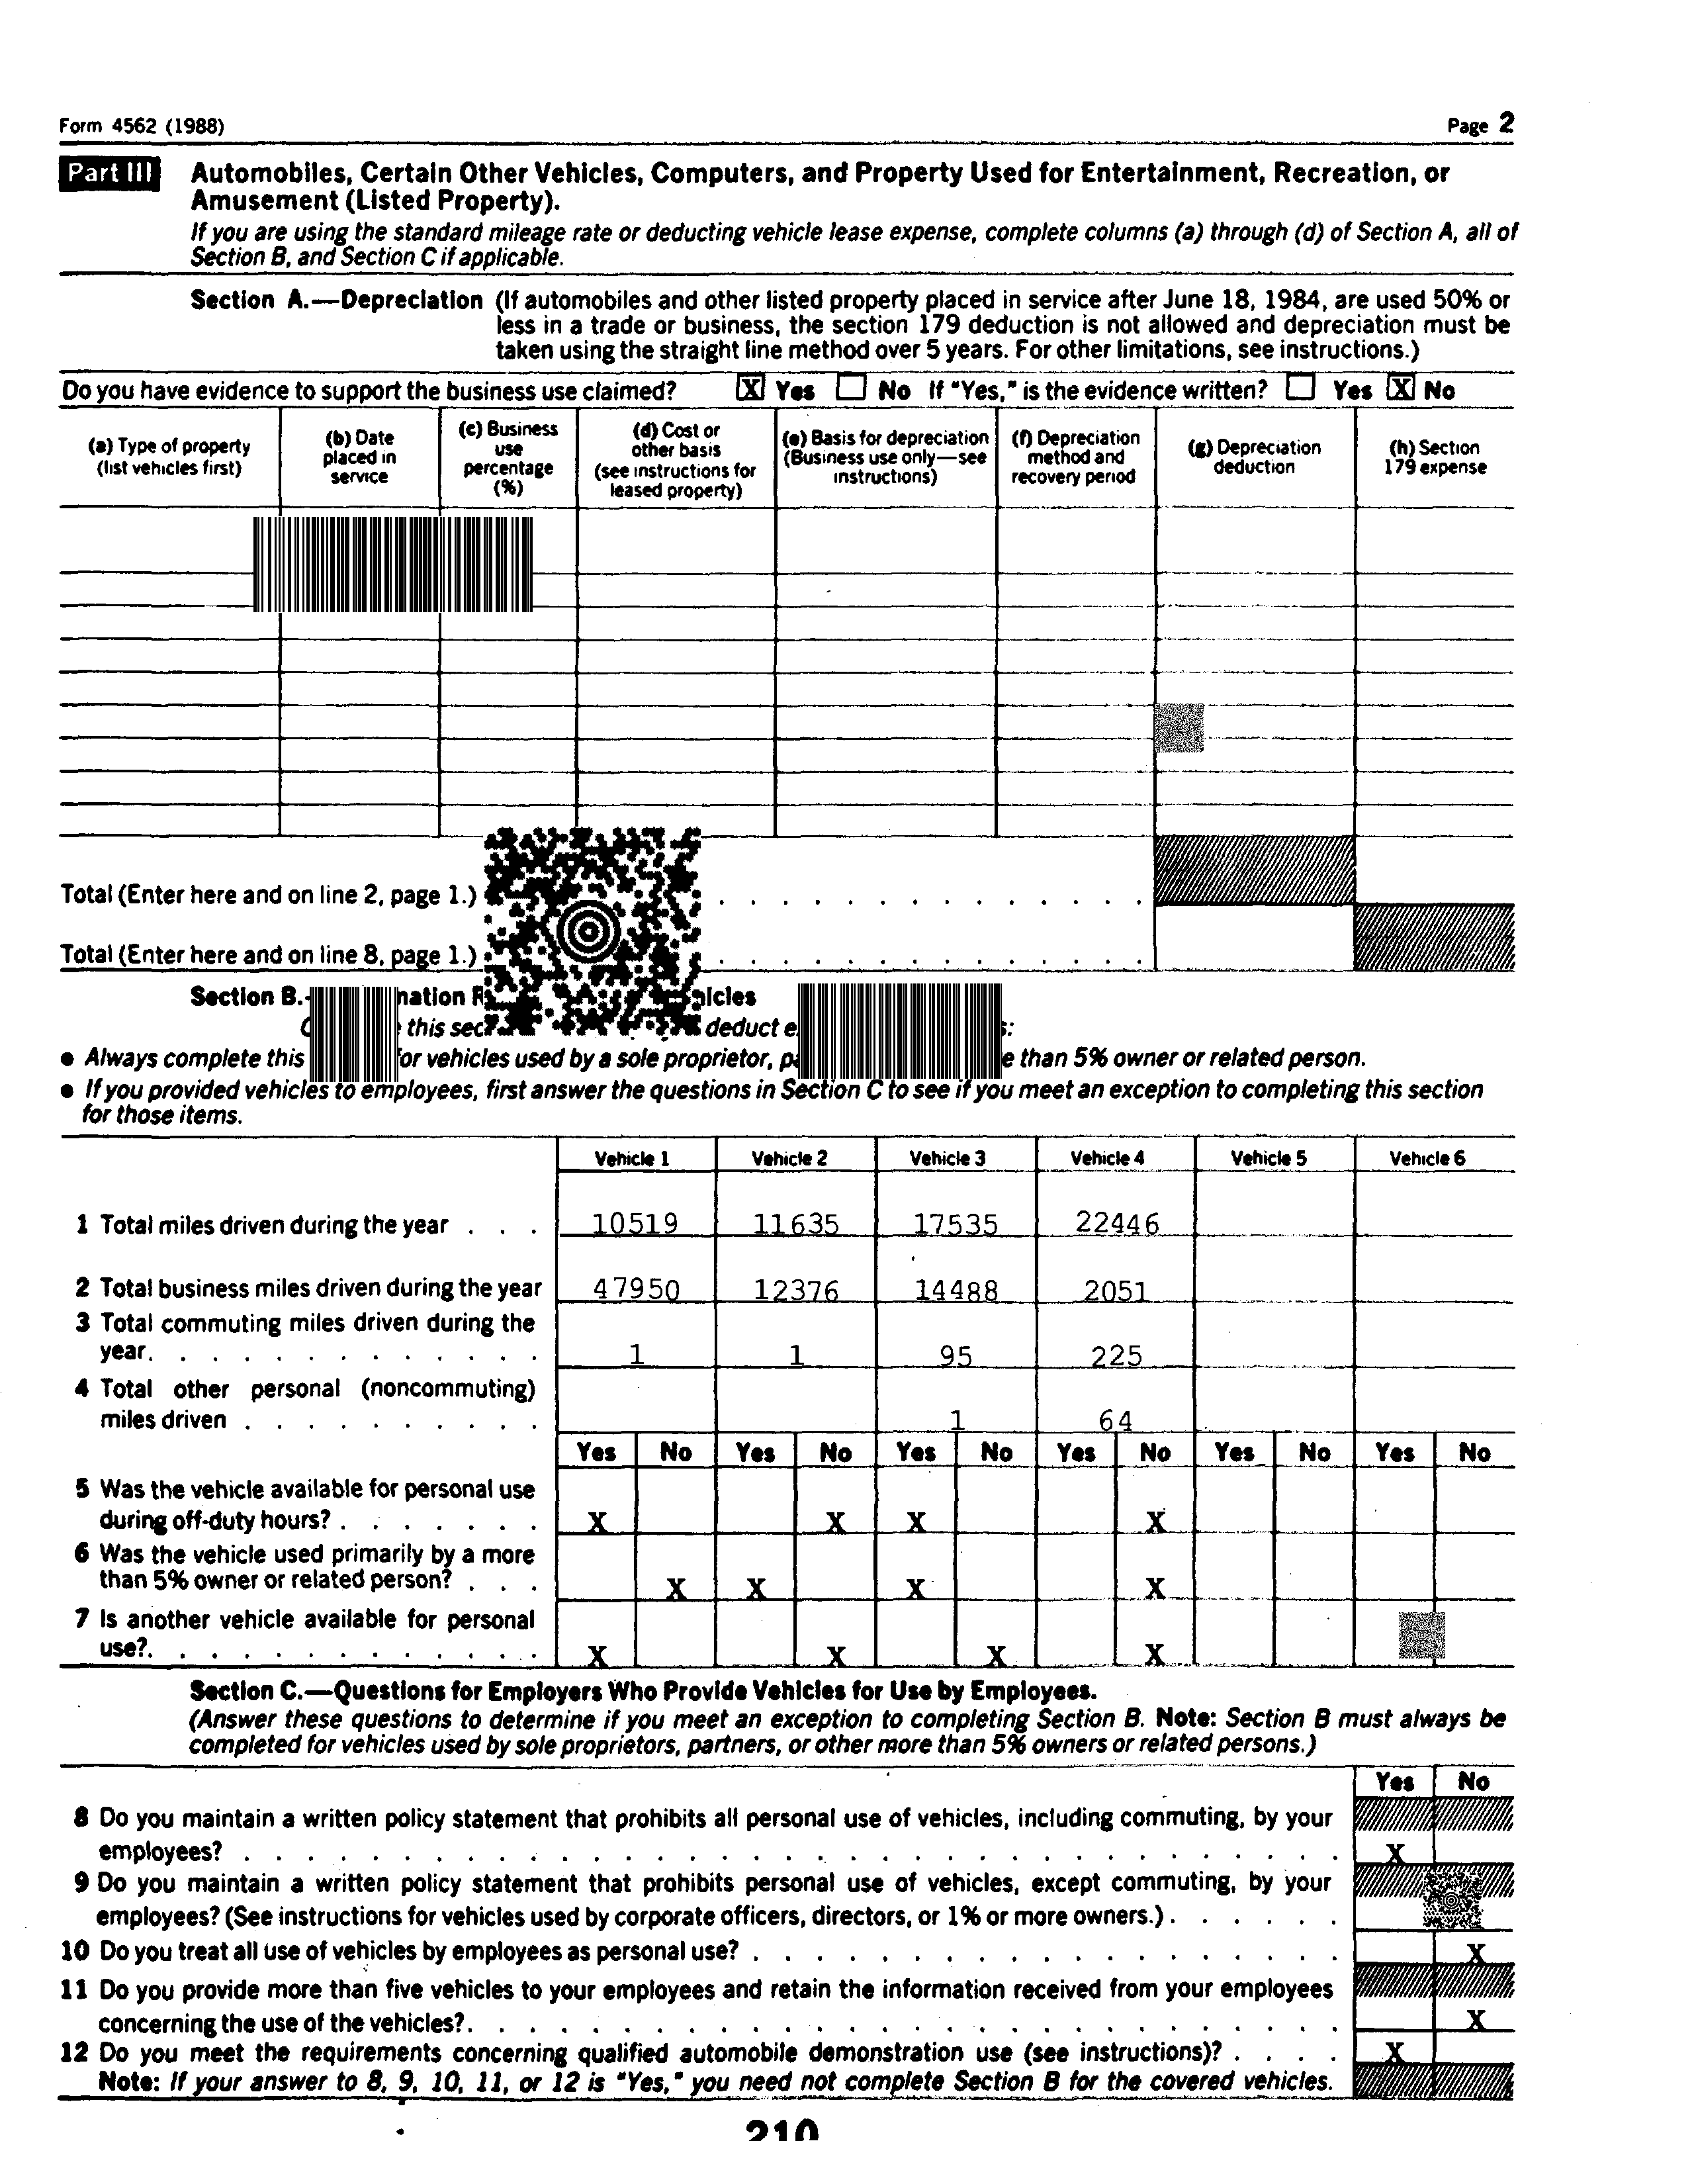 Form 4562 (1988)
Page 2
Part III
Automobiles, Certain Other Vehicles, Computers, and Property Used for Entertainment, Recreation, or
Amusement (Listed Property).
If you are using the standard mileage rate or deducting vehicle lease expense, complete columns (a) through (d) of Section A, all of
Section B, and Section C if applicable.
Section A.—Depreciation (If automobiles and other listed property placed in service after June 18, 1984, are used 50% or
less in a trade or business, the section 179 deduction is not allowed and depreciation must be
taken using the straight line method over 5 years. For other limitations, see instructions.)
Do you have evidence to support the business use claimed? X Yes No If "Yes," is the evidence written? Yes X No
(a) Type of property
(list vehicles first)
(b) Date
placed in
service
(c) Business
use
percentage
(%)
(d) Cost or
other basis
(see instructions for
leased property)
(e) Basis for depreciation
(Business use only—see
instructions)
(f) Depreciation
method and
recovery period
(g) Depreciation
deduction
(h) Section
179 expense
Total (Enter here and on line 2, page 1.)
Total (Enter here and on line 8, page 1.)
Section B.
this deduct
• Always complete this vehicles used by a sole proprietor, than 5% owner or related person.
• If you provided vehicles to employees, first answer the questions in Section C to see if you meet an exception to completing this section
for those items.
Vehicle 1 Vehicle 2 Vehicle 3 Vehicle 4 Vehicle 5 Vehicle 6
1 Total miles driven during the year . . . 10519 11635 17535 22446
2 Total business miles driven during the year 47950 12376 14488 2051
3 Total commuting miles driven during the
year. . . . . . . . . . . . . 1 1 95 225
4 Total other personal (noncommuting)
miles driven . . . . . . . . . . 1 64
Yes No Yes No Yes No Yes No Yes No Yes No
5 Was the vehicle available for personal use
during off-duty hours? . . . . . . . X X X X
6 Was the vehicle used primarily by a more
than 5% owner or related person? . . . X X X X
7 Is another vehicle available for personal
use?. . . . . . . . . . . . . X X X X
Section C.—Questions for Employers Who Provide Vehicles for Use by Employees.
(Answer these questions to determine if you meet an exception to completing Section B. Note: Section B must always be
completed for vehicles used by sole proprietors, partners, or other more than 5% owners or related persons.)
Yes No
8 Do you maintain a written policy statement that prohibits all personal use of vehicles, including commuting, by your
employees? . . . . . . . . . . X
9 Do you maintain a written policy statement that prohibits personal use of vehicles, except commuting, by your
employees? (See instructions for vehicles used by corporate officers, directors, or 1% or more owners.) . . . . . .
10 Do you treat all use of vehicles by employees as personal use? . . . . . . . . . . X
11 Do you provide more than five vehicles to your employees and retain the information received from your employees
concerning the use of the vehicles?. . . . . . . . . . X
12 Do you meet the requirements concerning qualified automobile demonstration use (see instructions)? . . . . X
Note: If your answer to 8, 9, 10, 11, or 12 is "Yes," you need not complete Section B for the covered vehicles.
210